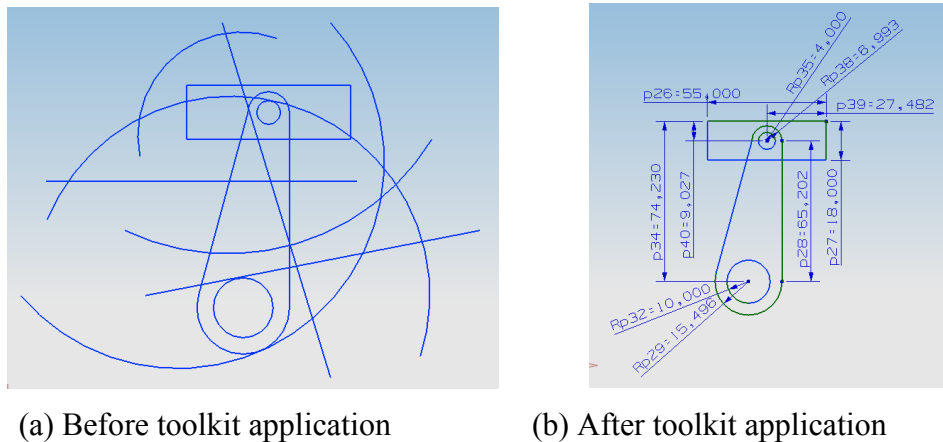 Rp35=4,000
Rp38=6,993
p26=55,000
p39=27,482
p34=74,230
p40=9,027
p28=65,202
p27=18,000
Rp32=10,000
Rp29=15,496
(a) Before toolkit application
(b) After toolkit application